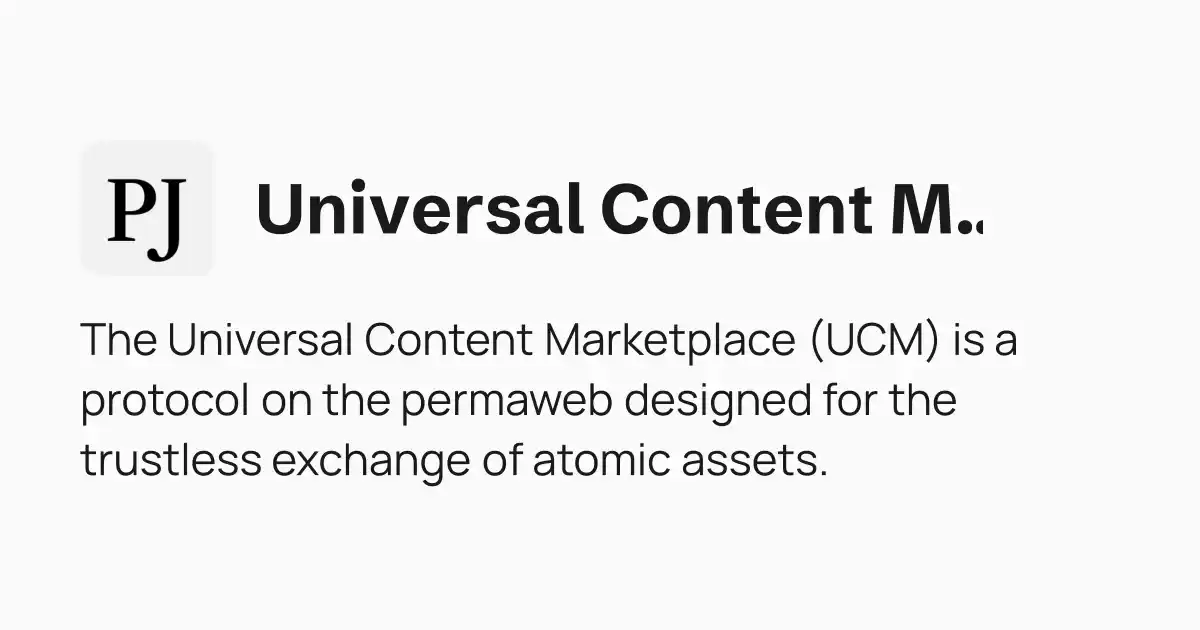 PJ
Universal Content M..
The Universal Content Marketplace (UCM) is a
protocol on the permaweb designed for the
trustless exchange of atomic assets.